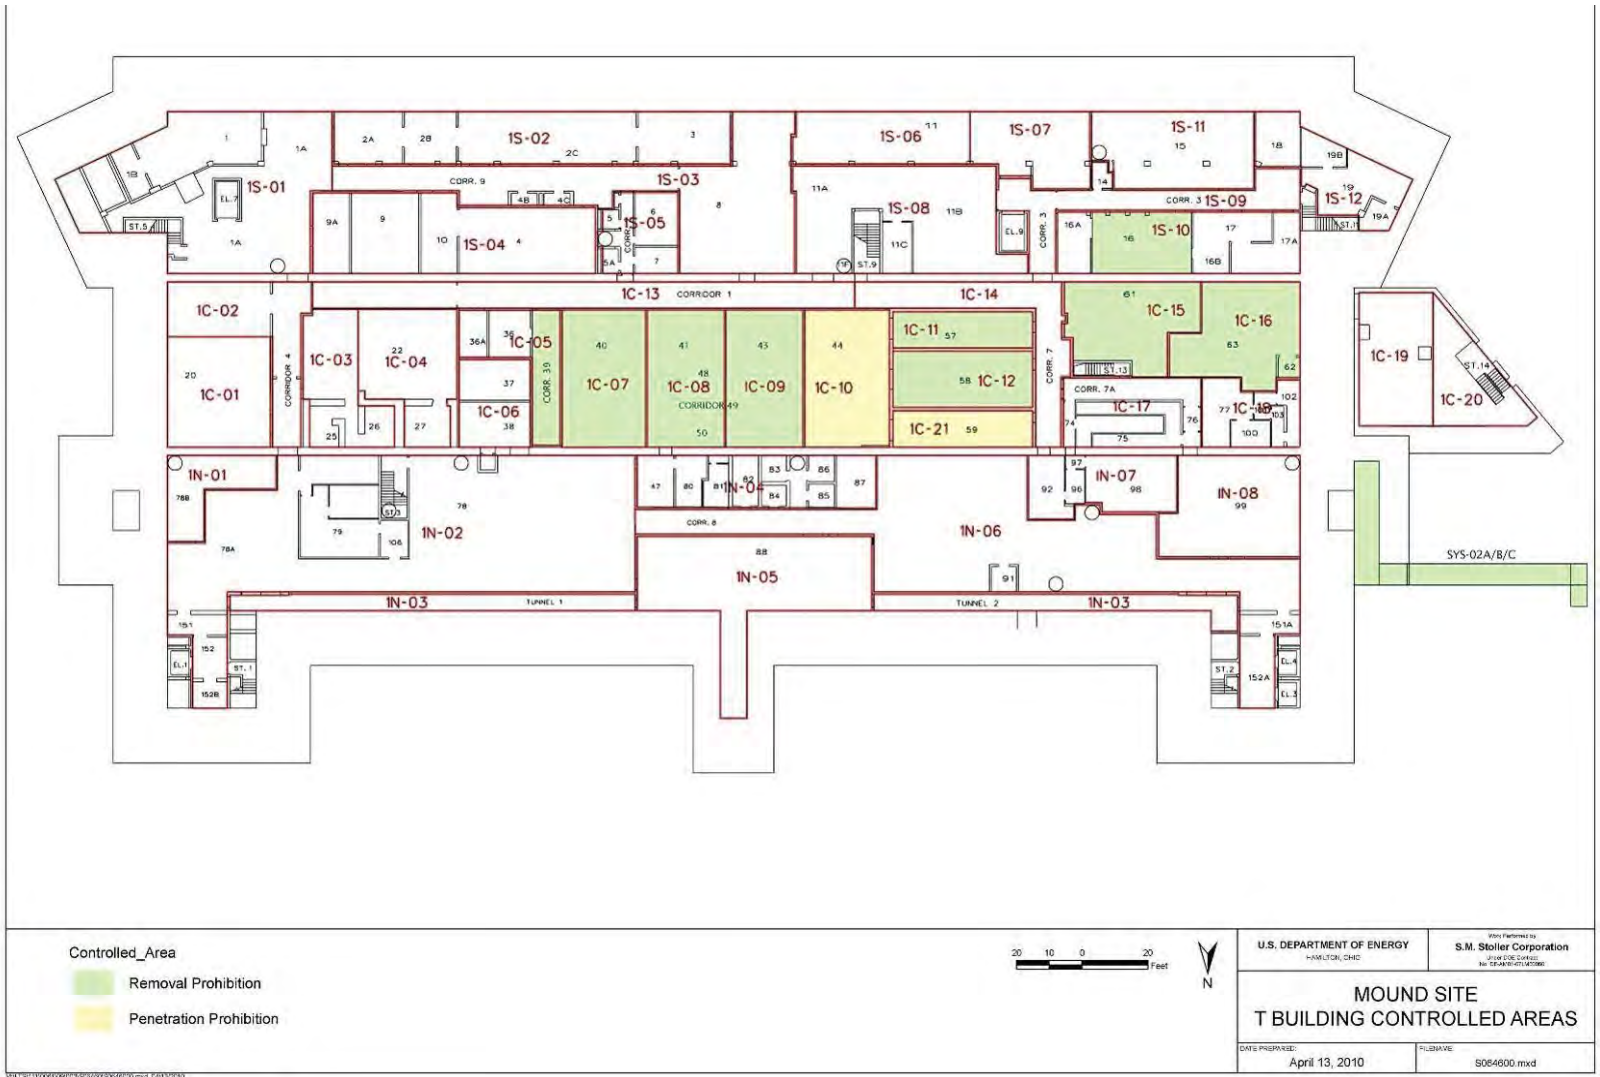 1
1A
2A
2B
1S-02
2C
3
1S-06
11
1S-07
1S-11
15
18
19B
1B
EL.7
1S-01
CORR. 9
1S-03
11A
14
19
1S-12
4B
4C
8
1S-08
11B
CORR. 3
1S-09
19A
ST.5
1A
9A
9
10
1S-04
4
5
6
1S-05
5A
7
ST.9
11C
EL.9
CORR. 3
16A
16
1S-10
17
16B
17A
ST.11
1C-02
1C-13
CORRIDOR 1
1C-14
61
1C-15
1C-16
63
62
20
1C-01
CORRIDOR 4
1C-03
22
1C-04
36A
36
1C-05
37
1C-06
38
CORR. 39
40
1C-07
41
48
1C-08
CORRIDOR 49
50
43
1C-09
44
1C-10
1C-11
57
58
1C-12
1C-21
59
CORR. 7
ST.13
CORR. 7A
1C-17
74
75
76
77
1C-18
100
102
103
25
26
27
1C-19
ST.14
1C-20
1N-01
78B
78A
79
ST.3
106
78
1N-02
47
80
81
82
1N-04
83
84
86
85
87
92
97
96
1N-07
98
1N-08
99
CORR. 8
88
1N-05
1N-06
91
SYS-02A/B/C
1N-03
TUNNEL 1
TUNNEL 2
1N-03
151
152
EL.1
ST. 1
152B
151A
ST.2
152A
EL.4
EL.3
Controlled_Area
Removal Prohibition
Penetration Prohibition
20 10 0 20
Feet
N
U.S. DEPARTMENT OF ENERGY
HAMILTON, OHIO
Work Performed by
S.M. Stoller Corporation
Under DOE Contract
MOUND SITE
T BUILDING CONTROLLED AREAS
DATE PREPARED:
April 13, 2010
FILENAME:
S064600.mxd